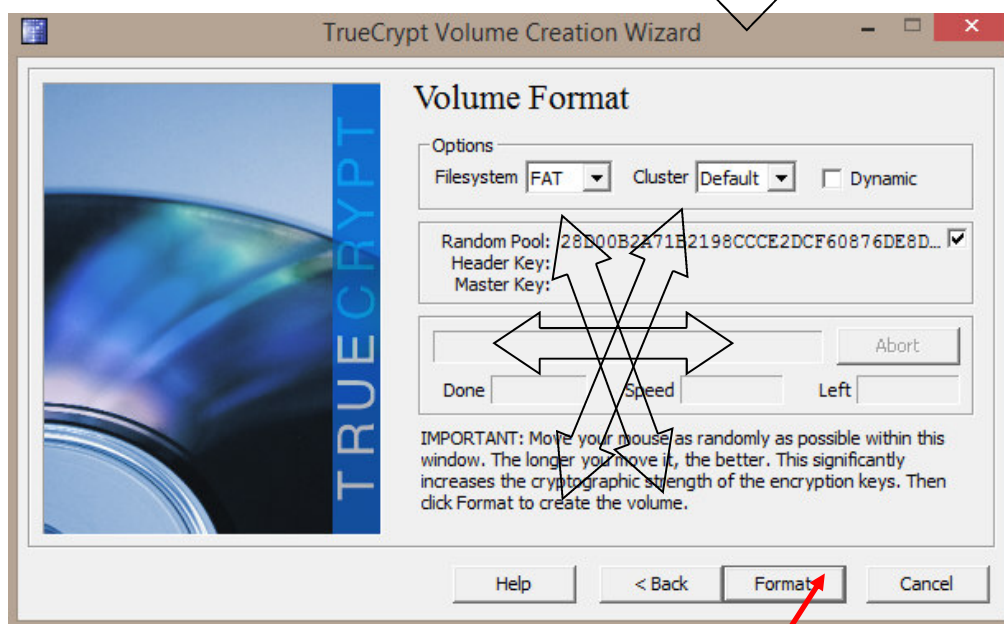 TrueCrypt Volume Creation Wizard
TRUECRYPT
Volume Format
Options
Filesystem FAT Cluster Default Dynamic
Random Pool: 28D00B2A71B2198CCCE2DCF60876DE8D...
Header Key:
Master Key:
Abort
Done Speed Left
IMPORTANT: Move your mouse as randomly as possible within this
window. The longer you move it, the better. This significantly
increases the cryptographic strength of the encryption keys. Then
click Format to create the volume.
Help < Back Format Cancel